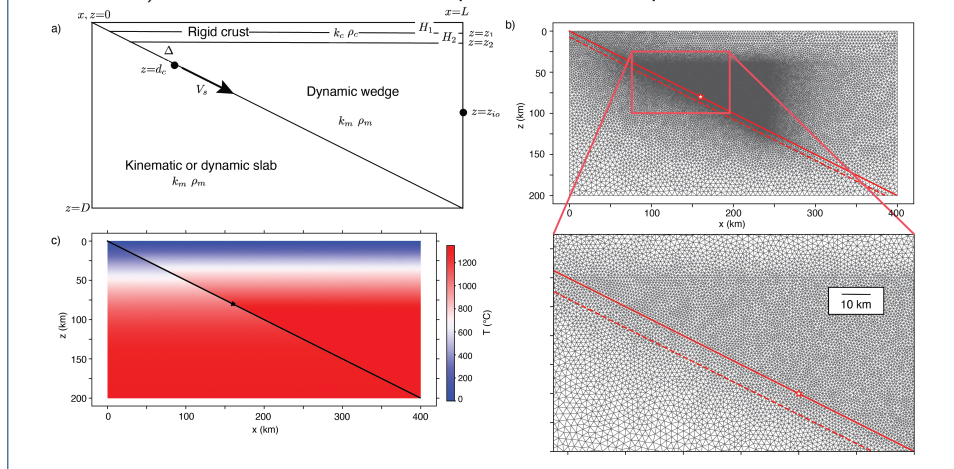 a)
x, z=0
x=L
Rigid crust
k_c ρ_c
H_1
z=z_1
H_2
z=z_2
Δ
z=d_c
V_s
Dynamic wedge
z=z_io
k_m ρ_m
Kinematic or dynamic slab
k_m ρ_m
z=D
b)
0
50
100
150
200
z (km)
0
100
200
300
400
x (km)
10 km
c)
0
50
100
150
200
z (km)
0
100
200
300
400
x (km)
1200
1000
800
600
400
200
0
T (°C)